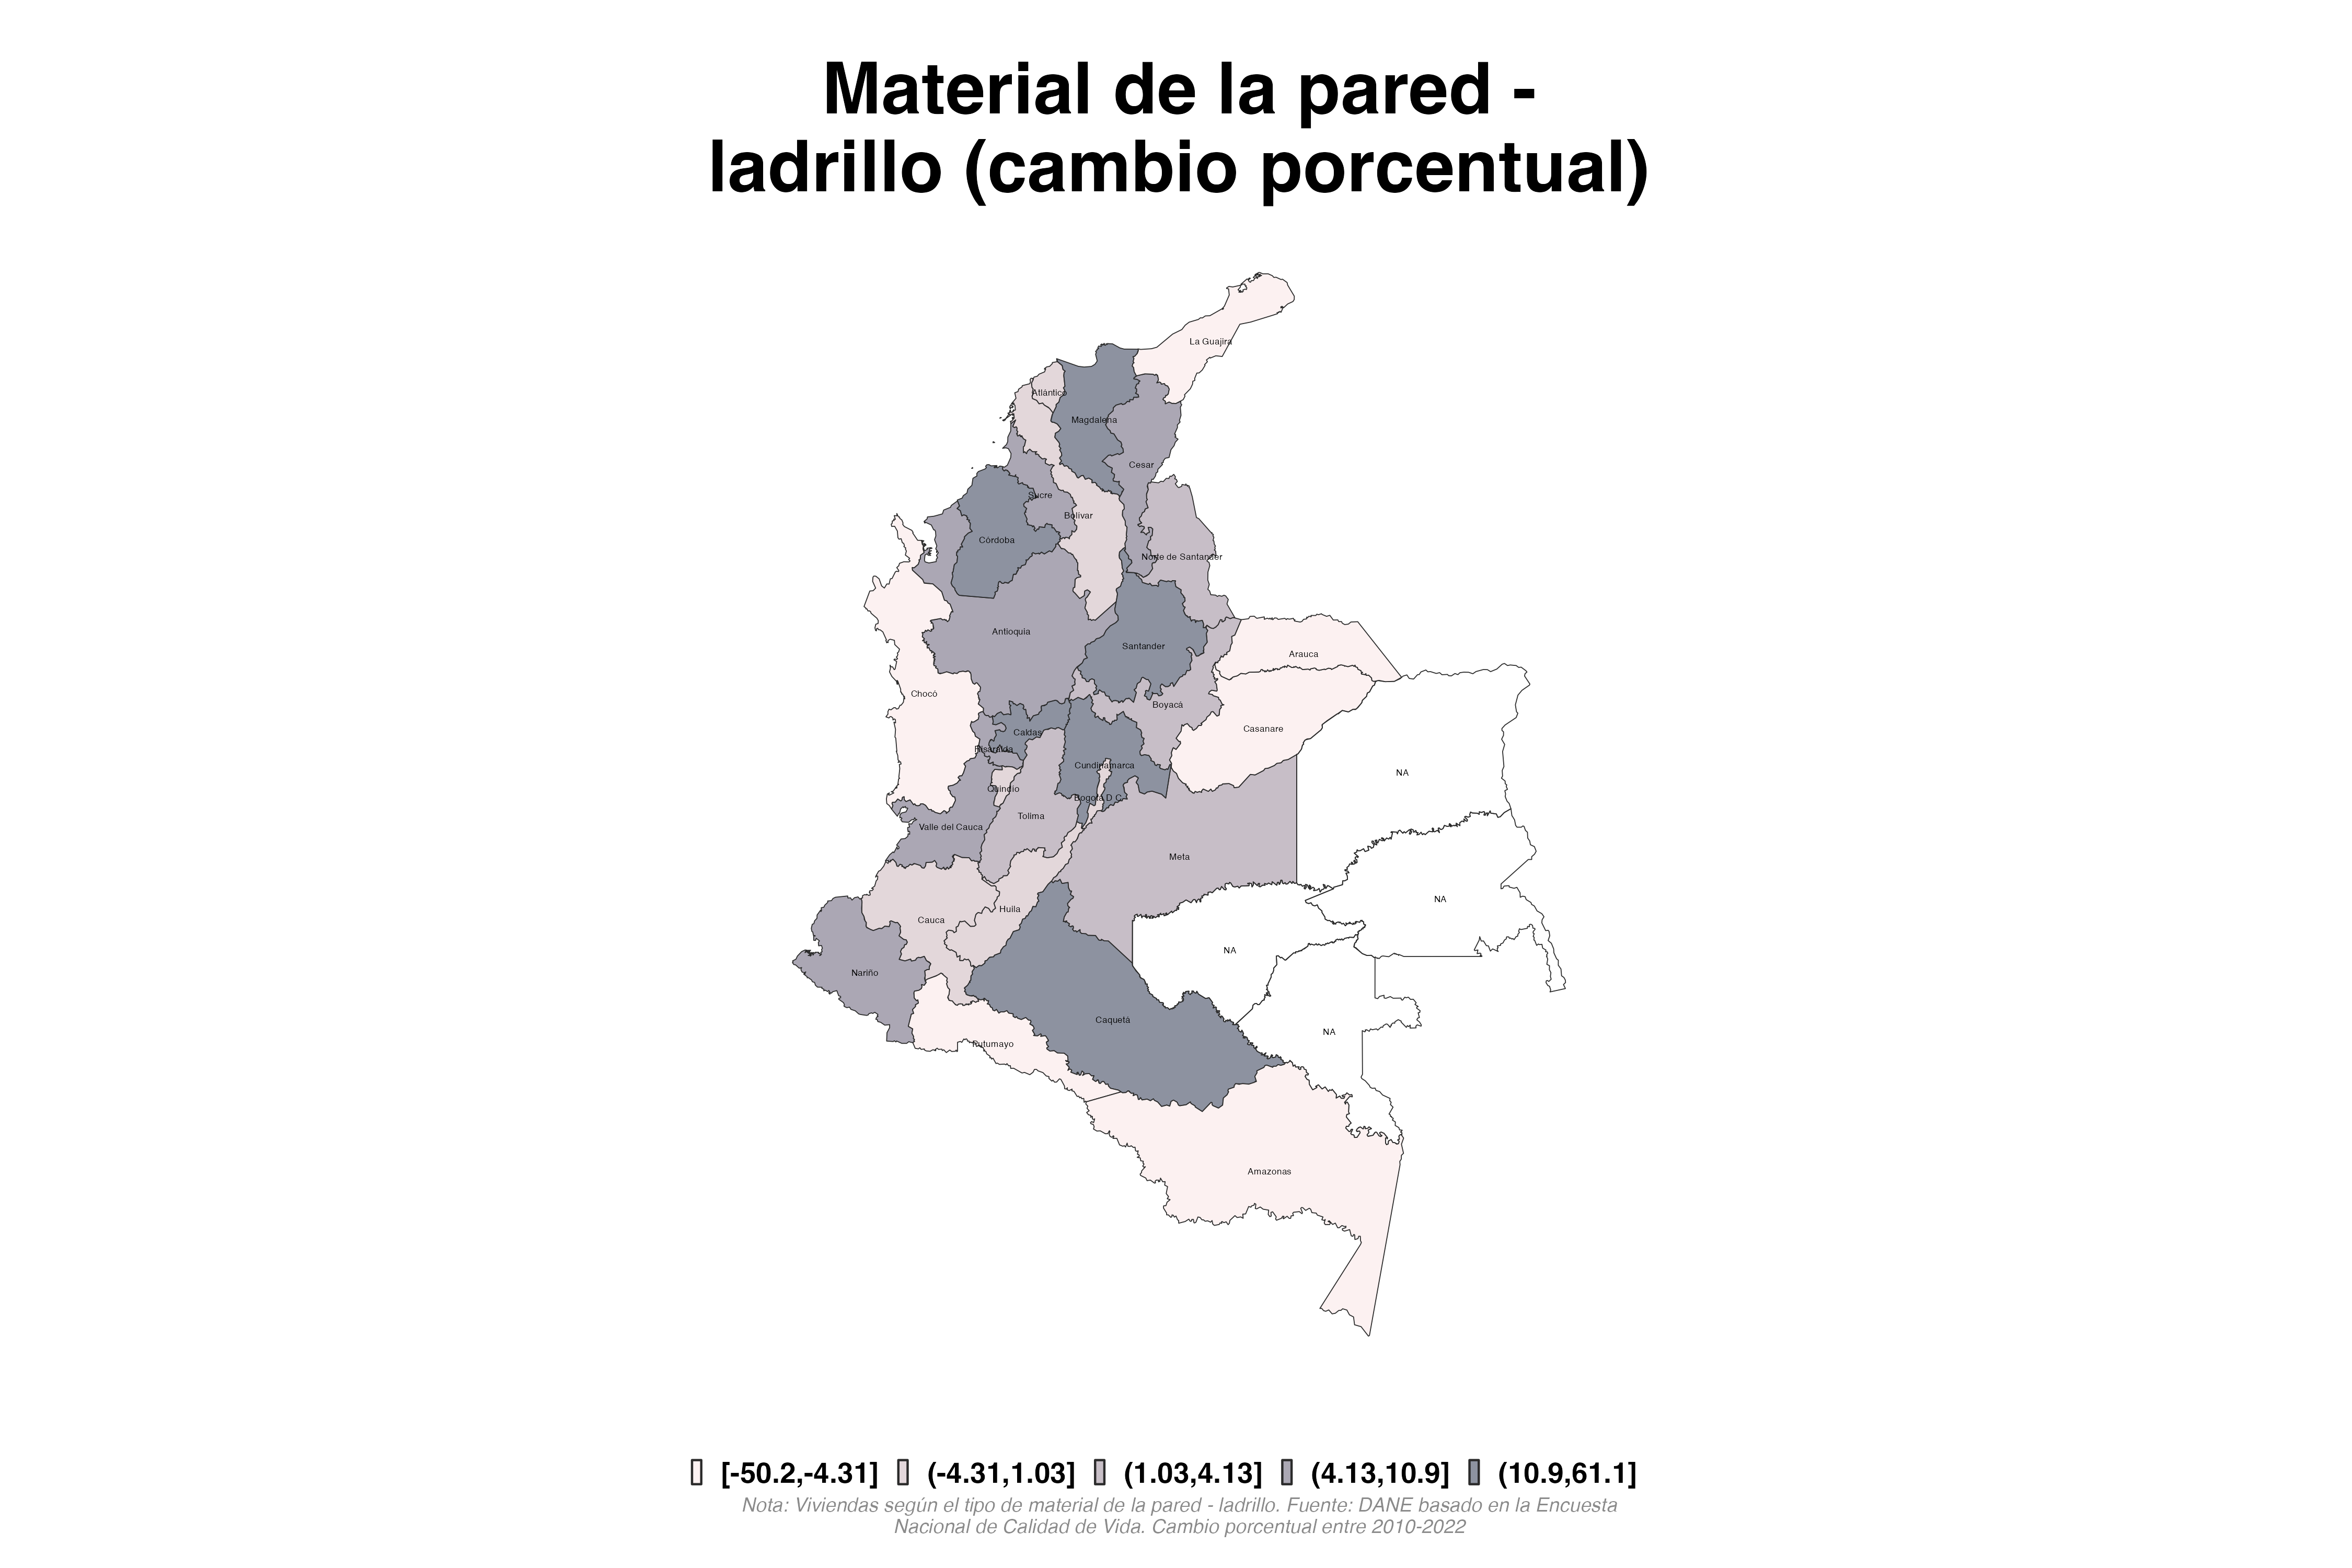 Material de la pared -
ladrillo (cambio porcentual)
La Guajira
Atlántico
Magdalena
Cesar
Sucre
Bolívar
Córdoba
Norte de Santander
Antioquia
Santander
Arauca
Chocó
Boyacá
Casanare
Caldas
Risaralda
Cundinamarca
NA
Quindío
Bogotá D.C.
Tolima
Valle del Cauca
Meta
NA
Huila
Cauca
NA
Nariño
Caquetá
NA
Putumayo
Amazonas
[-50.2,-4.31] (-4.31,1.03] (1.03,4.13] (4.13,10.9] (10.9,61.1]
Nota: Viviendas según el tipo de material de la pared - ladrillo. Fuente: DANE basado en la Encuesta
Nacional de Calidad de Vida. Cambio porcentual entre 2010-2022